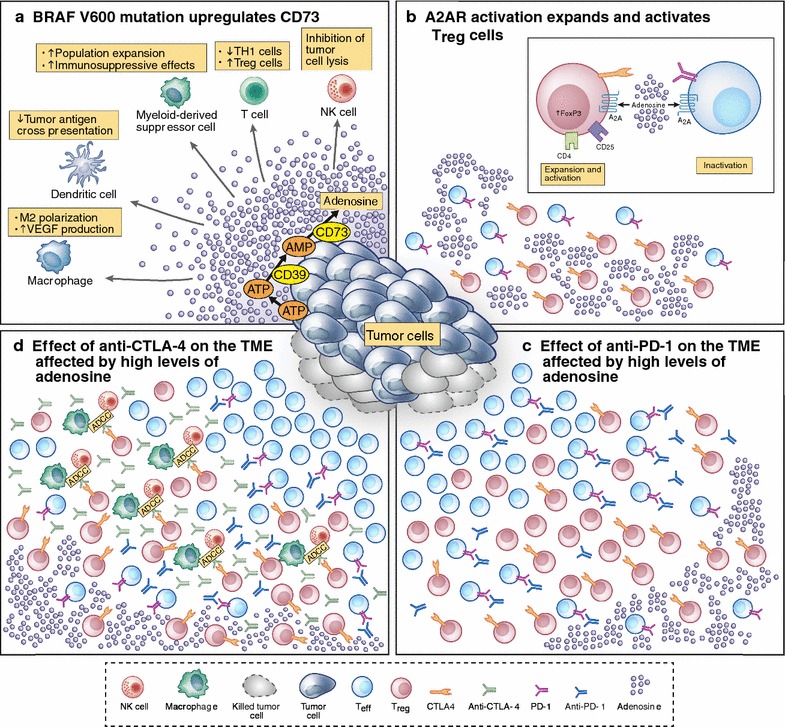 a BRAF V600 mutation upregulates CD73
· ↑Population expansion
· ↑Immunosuppressive effects
· ↓TH1 cells
· ↑Treg cells
Inhibition of
tumor
cell lysis
Myeloid-derived
suppressor cell
T cell
NK cell
↓Tumor antigen
cross presentation
Dendritic cell
· M2 polarization
· ↑VEGF production
Macrophage
Adenosine
CD73
AMP
CD39
ATP
ATP
Tumor cells
b A2AR activation expands and activates
Treg cells
↑FoxP3
A2A
Adenosine
A2A
CD4
CD25
Expansion and
activation
Inactivation
d Effect of anti-CTLA-4 on the TME
affected by high levels of
adenosine
ADCC
ADCC
ADCC
ADCC
ADCC
ADCC
c Effect of anti-PD-1 on the TME
affected by high levels of
adenosine
NK cell
Macrophage
Killed tumor
cell
Tumor
cell
Teff
Treg
CTLA4
Anti-CTLA-4
PD-1
Anti-PD-1
Adenosine